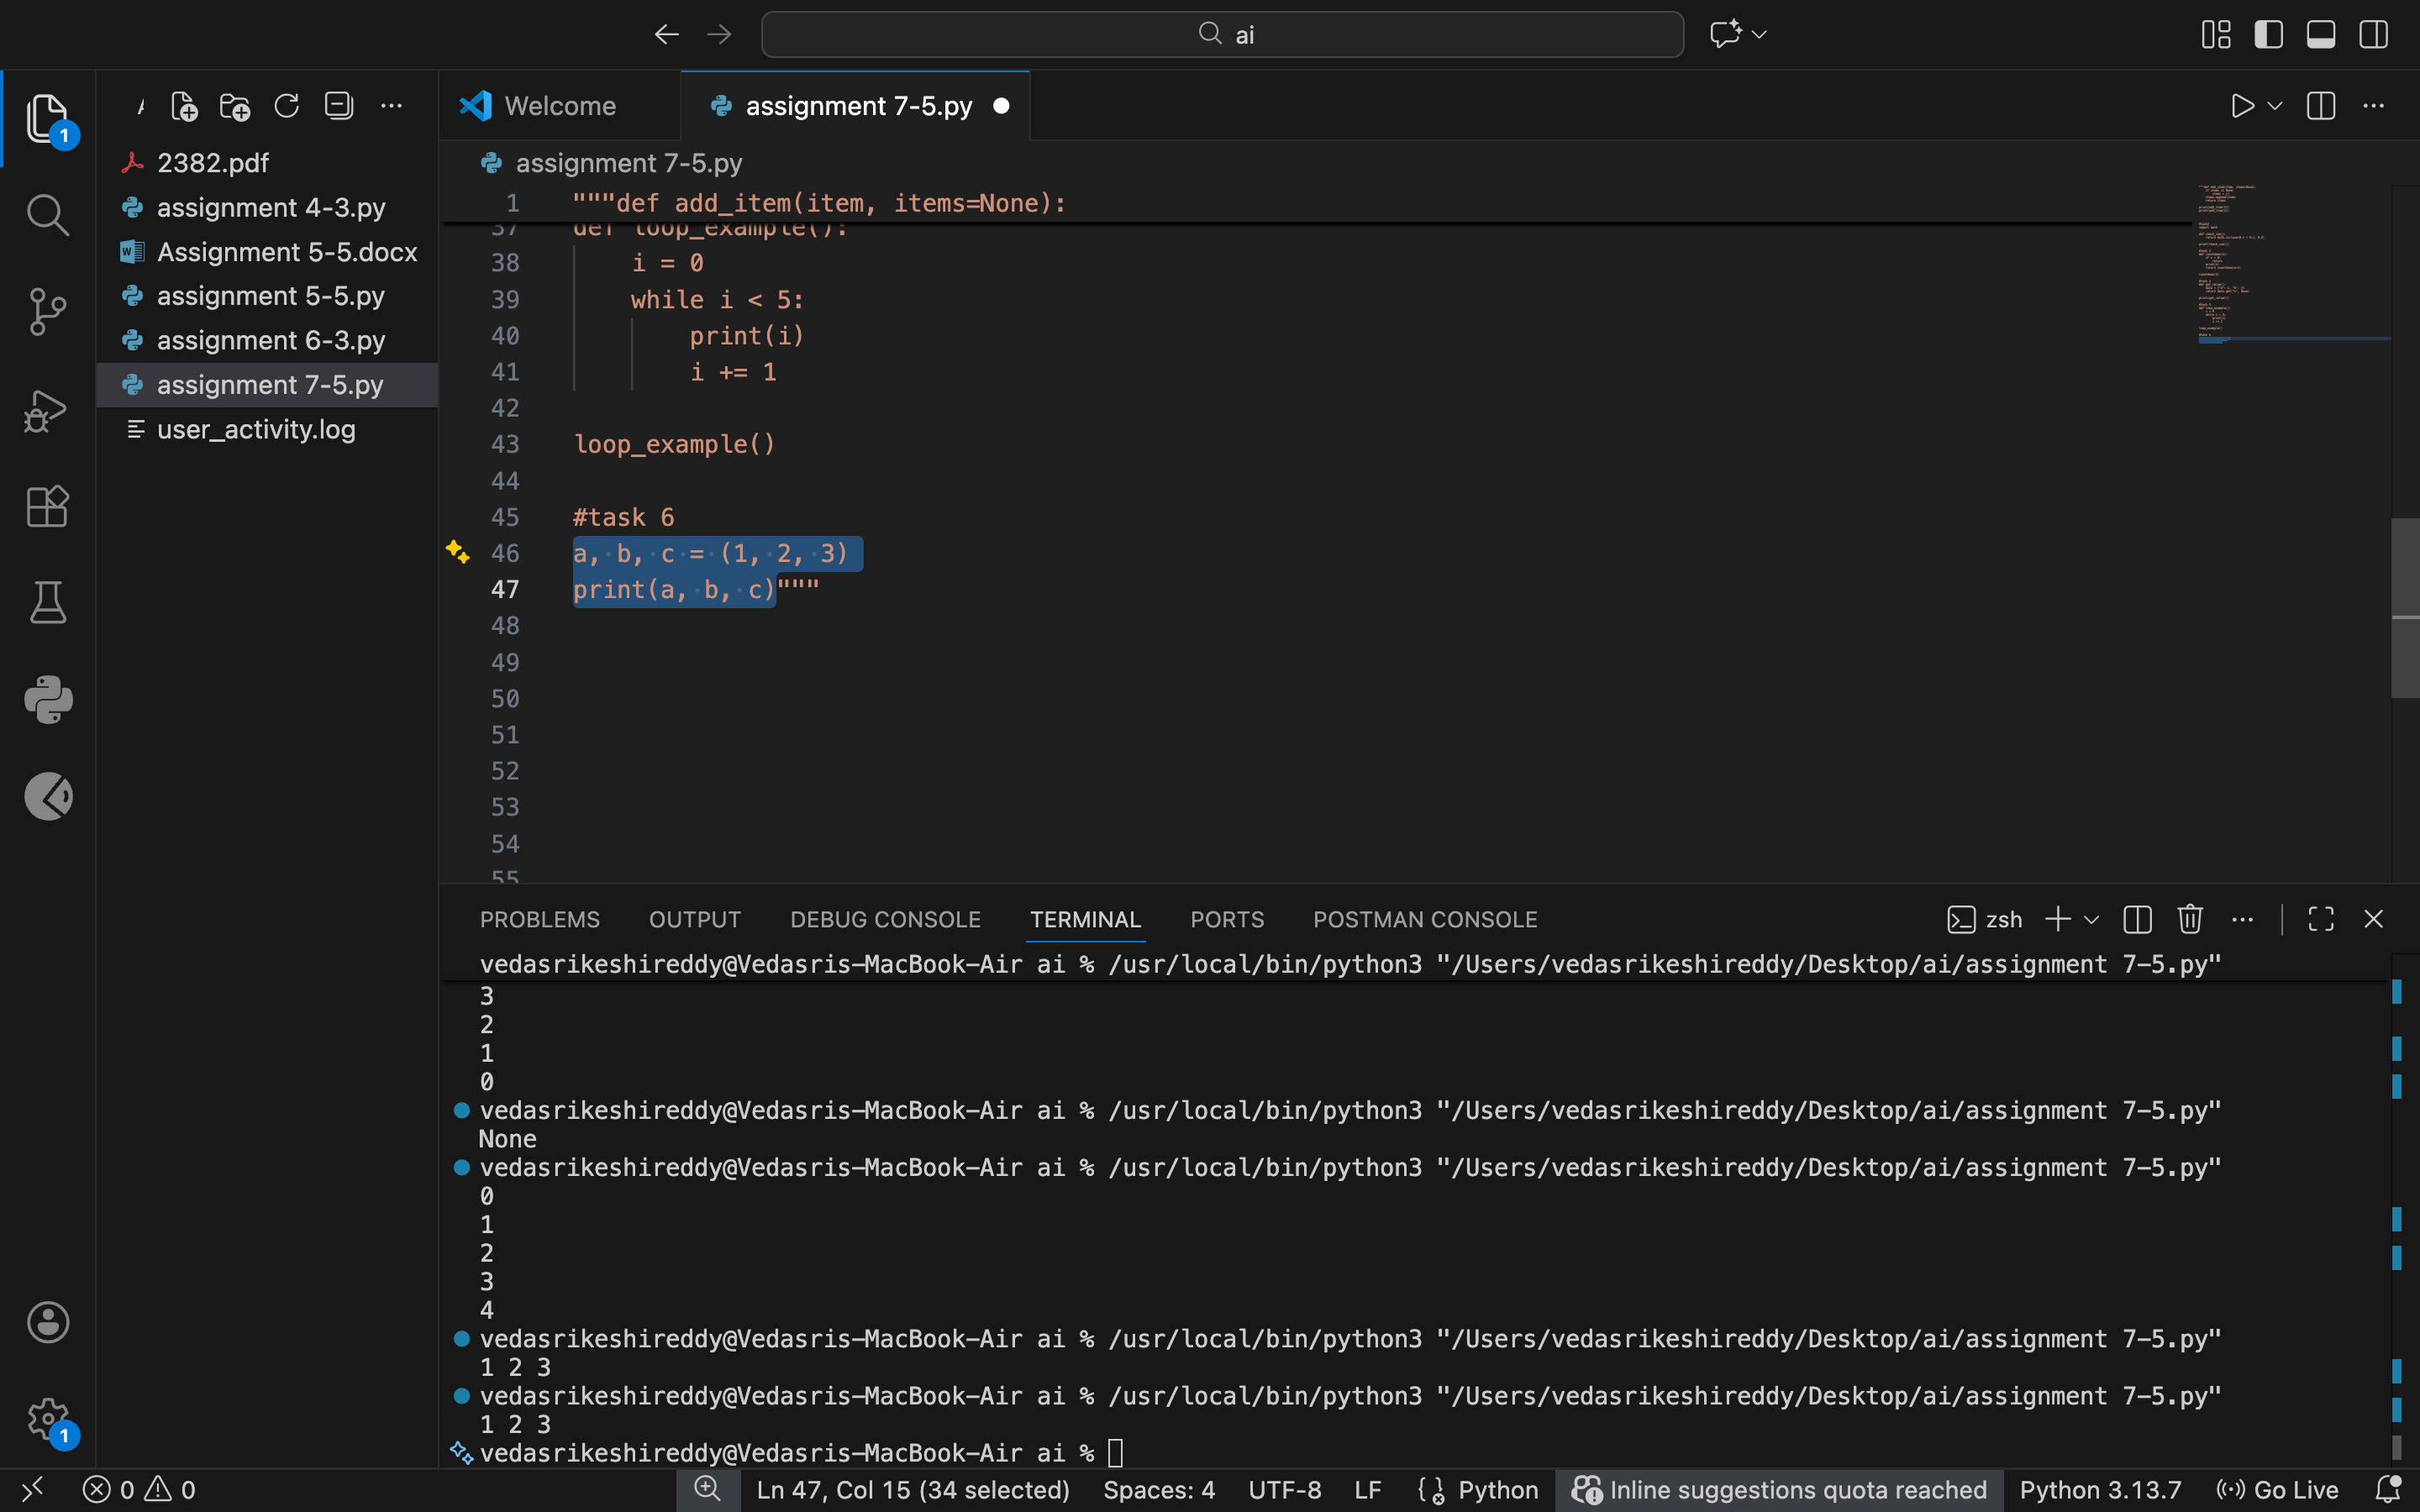 ai
Welcome
assignment 7-5.py
2382.pdf
assignment 4-3.py
Assignment 5-5.docx
assignment 5-5.py
assignment 6-3.py
assignment 7-5.py
user_activity.log
1
1
assignment 7-5.py
1 """def add_item(item, items=None):
37 def loop_example():
38 i = 0
39 while i < 5:
40 print(i)
41 i += 1
42
43 loop_example()
44
45 #task 6
46 a, b, c = (1, 2, 3)
47 print(a, b, c)"""
48
49
50
51
52
53
54
55
PROBLEMS OUTPUT DEBUG CONSOLE TERMINAL PORTS POSTMAN CONSOLE zsh
vedasrikeshireddy@Vedasris-MacBook-Air ai % /usr/local/bin/python3 "/Users/vedasrikeshireddy/Desktop/ai/assignment 7-5.py"
3
2
1
0
vedasrikeshireddy@Vedasris-MacBook-Air ai % /usr/local/bin/python3 "/Users/vedasrikeshireddy/Desktop/ai/assignment 7-5.py"
None
vedasrikeshireddy@Vedasris-MacBook-Air ai % /usr/local/bin/python3 "/Users/vedasrikeshireddy/Desktop/ai/assignment 7-5.py"
0
1
2
3
4
vedasrikeshireddy@Vedasris-MacBook-Air ai % /usr/local/bin/python3 "/Users/vedasrikeshireddy/Desktop/ai/assignment 7-5.py"
1 2 3
vedasrikeshireddy@Vedasris-MacBook-Air ai % /usr/local/bin/python3 "/Users/vedasrikeshireddy/Desktop/ai/assignment 7-5.py"
1 2 3
vedasrikeshireddy@Vedasris-MacBook-Air ai %
0 0 Ln 47, Col 15 (34 selected) Spaces: 4 UTF-8 LF Python Inline suggestions quota reached Python 3.13.7 Go Live